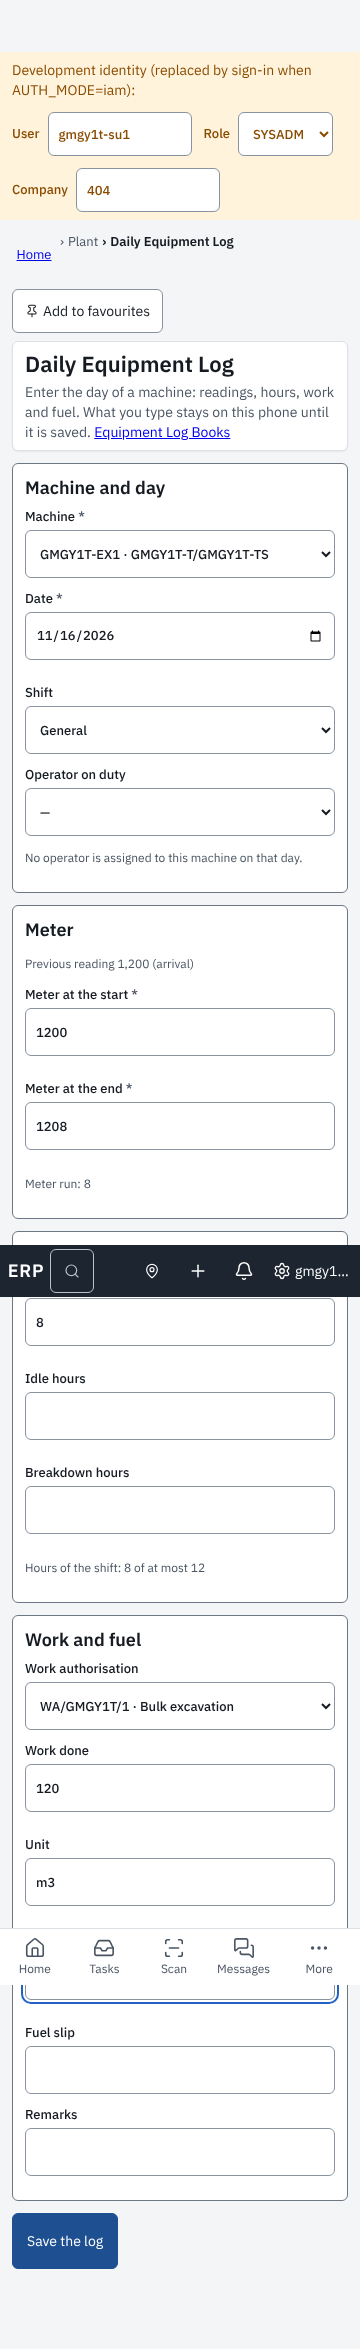 Development identity (replaced by sign-in when
AUTH_MODE=iam):
User gmgy1t-su1 Role SYSADM
Company 404
Home › Plant › Daily Equipment Log
Add to favourites
Daily Equipment Log
Enter the day of a machine: readings, hours, work
and fuel. What you type stays on this phone until
it is saved. Equipment Log Books
Machine and day
Machine *
GMGY1T-EX1 · GMGY1T-T/GMGY1T-TS
Date *
11/16/2026
Shift
General
Operator on duty
—
No operator is assigned to this machine on that day.
Meter
Previous reading 1,200 (arrival)
Meter at the start *
1200
Meter at the end *
1208
Meter run: 8
ERP gmgy1...
8
Idle hours
Breakdown hours
Hours of the shift: 8 of at most 12
Work and fuel
Work authorisation
WA/GMGY1T/1 · Bulk excavation
Work done
120
Unit
m3
Home Tasks Scan Messages More
Fuel slip
Remarks
Save the log